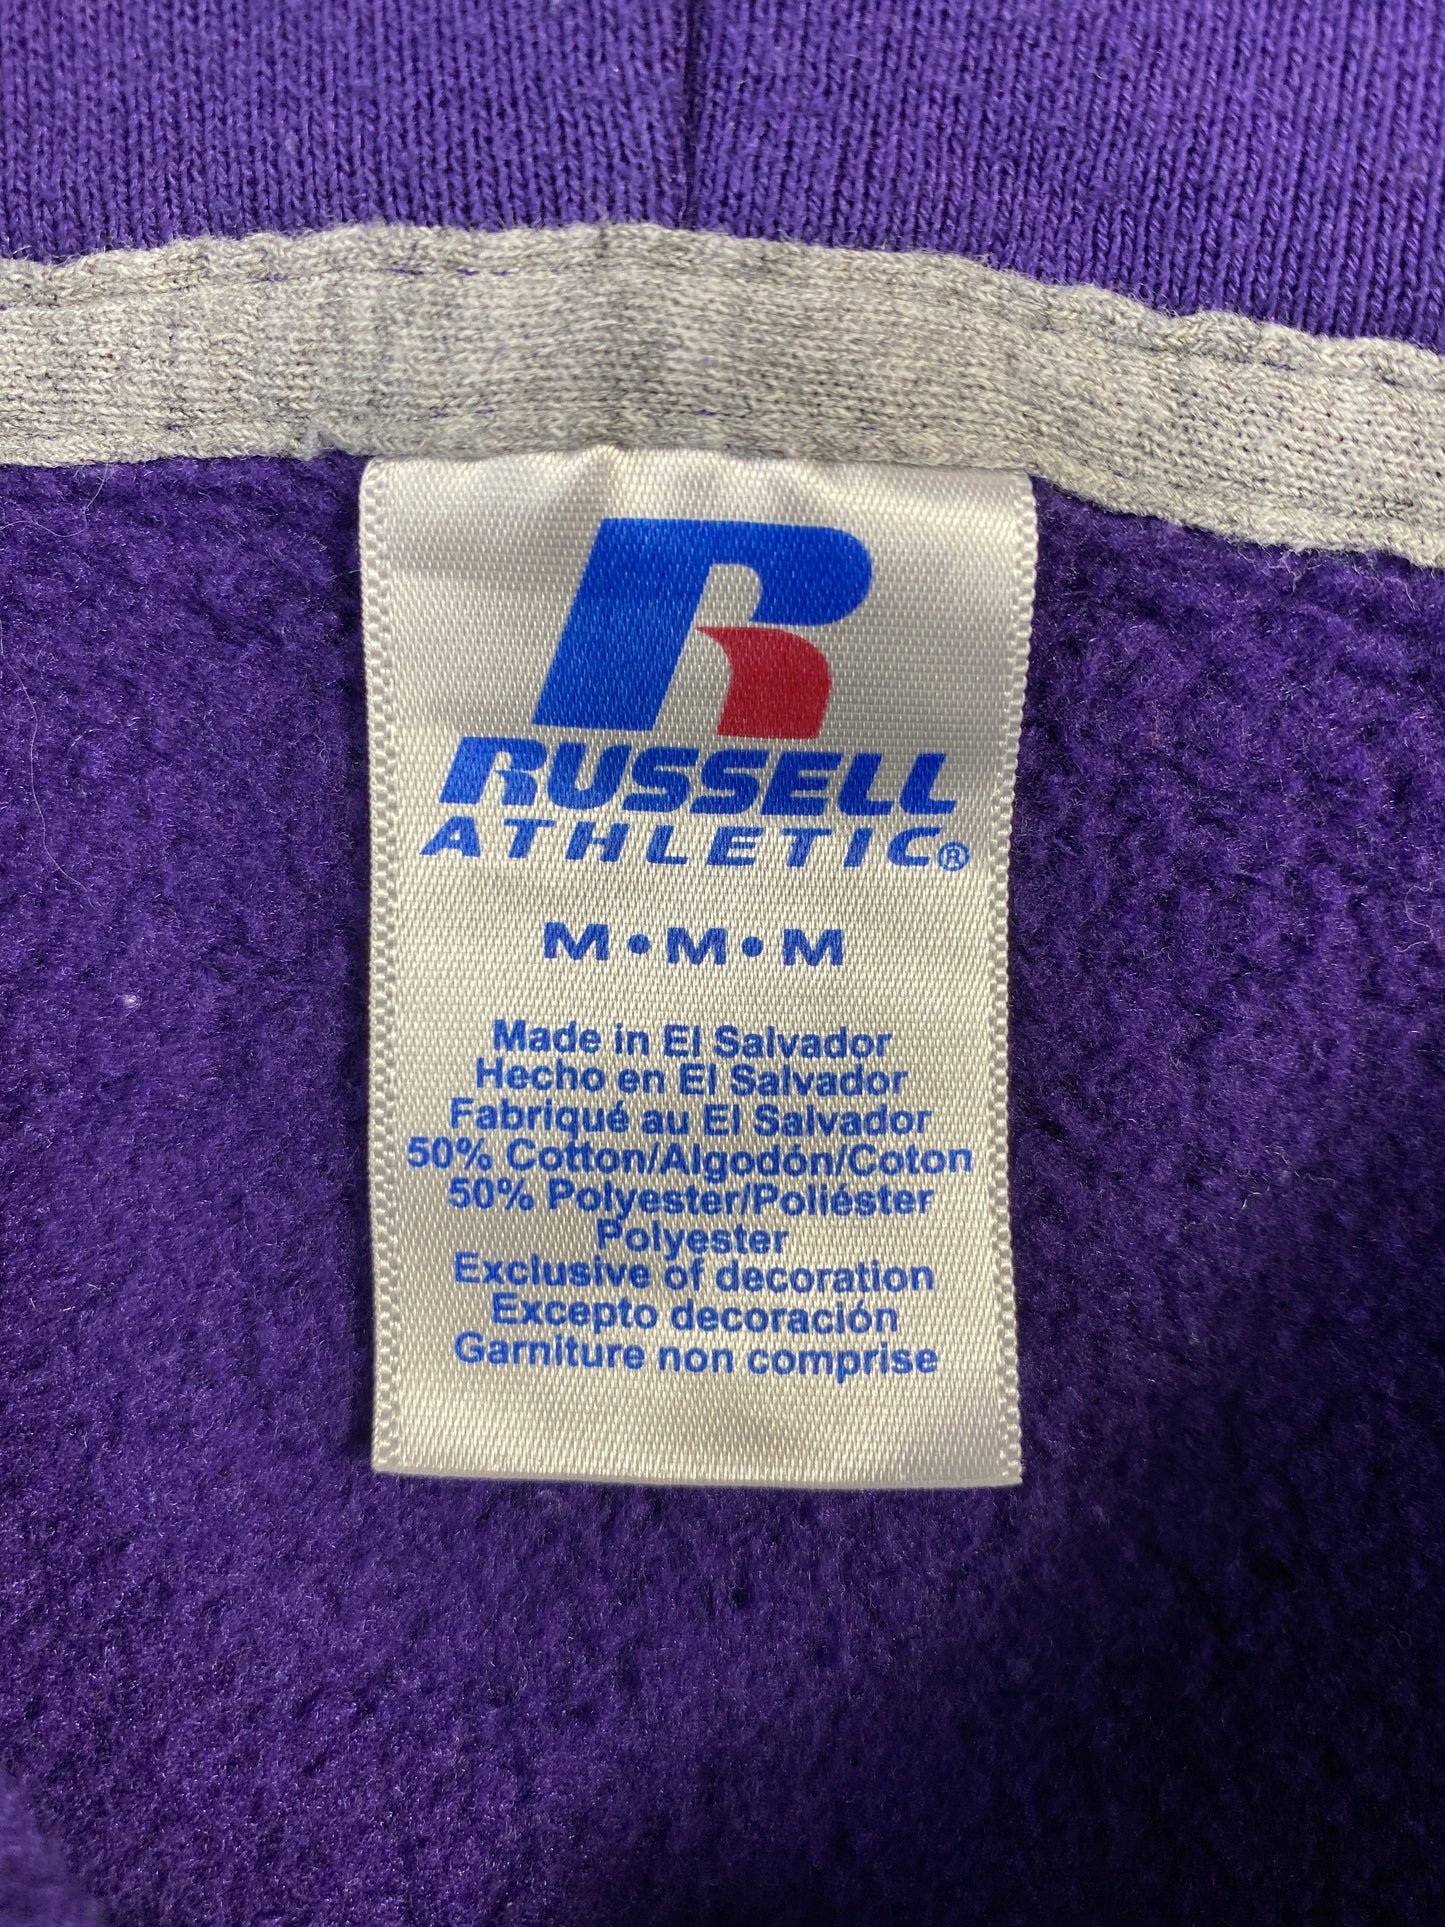 R
RUSSELL
ATHLETIC®
M•M•M
Made in El Salvador
Hecho en El Salvador
Fabriqué au El Salvador
50% Cotton/Algodón/Coton
50% Polyester/Poliéster
Polyester
Exclusive of decoration
Excepto decoración
Garniture non comprise